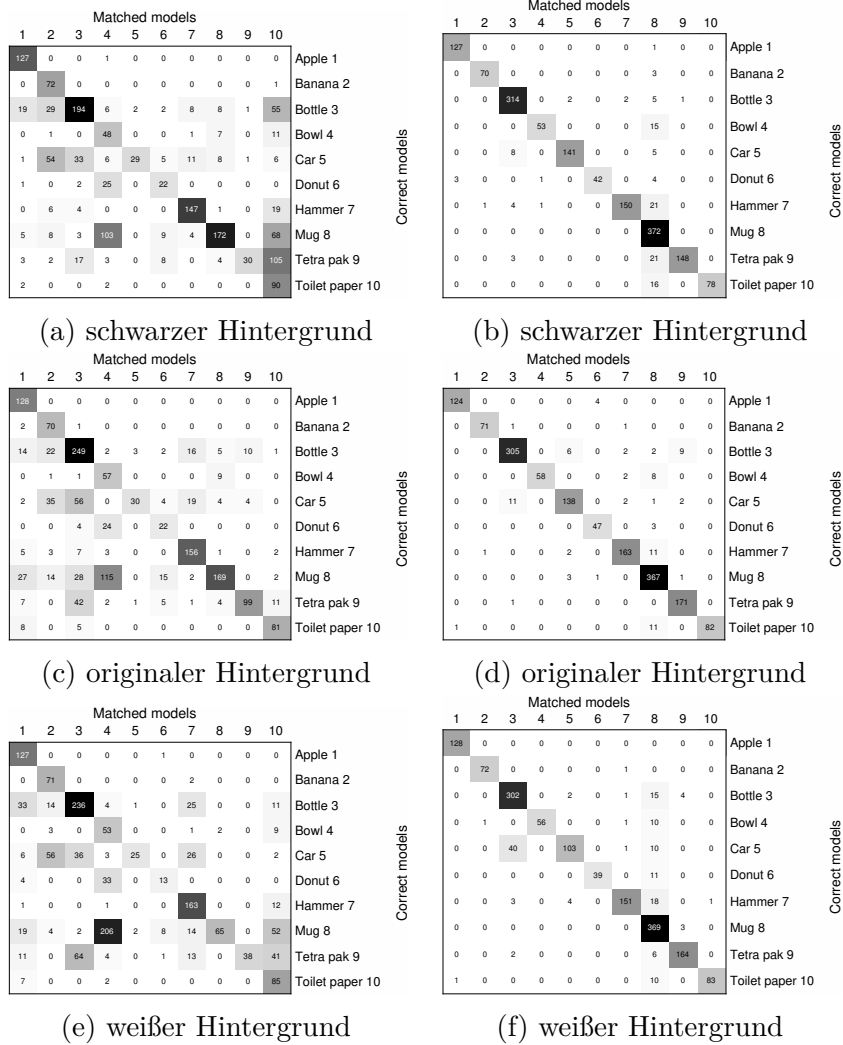 Matched models
1 2 3 4 5 6 7 8 9 10
127 0 0 1 0 0 0 0 0 0 Apple 1
0 72 0 0 0 0 0 0 0 1 Banana 2
19 29 194 6 2 2 8 8 1 55 Bottle 3
0 1 0 48 0 0 1 7 0 11 Bowl 4
1 54 33 6 29 5 11 8 1 6 Car 5
1 0 2 25 0 22 0 0 0 0 Donut 6
0 6 4 0 0 0 147 1 0 19 Hammer 7
5 8 3 103 0 9 4 172 0 68 Mug 8
3 2 17 3 0 8 0 4 30 105 Tetra pak 9
2 0 0 2 0 0 0 0 0 90 Toilet paper 10
Correct models
(a) schwarzer Hintergrund
Matched models
1 2 3 4 5 6 7 8 9 10
127 0 0 0 0 0 0 1 0 0 Apple 1
0 70 0 0 0 0 0 3 0 0 Banana 2
0 0 314 0 2 0 2 5 1 0 Bottle 3
0 0 0 53 0 0 0 15 0 0 Bowl 4
0 0 8 0 141 0 0 5 0 0 Car 5
3 0 0 1 0 42 0 4 0 0 Donut 6
0 1 4 1 0 0 150 21 0 0 Hammer 7
0 0 0 0 0 0 0 372 0 0 Mug 8
0 0 3 0 0 0 0 21 148 0 Tetra pak 9
0 0 0 0 0 0 0 16 0 78 Toilet paper 10
Correct models
(b) schwarzer Hintergrund
Matched models
1 2 3 4 5 6 7 8 9 10
128 0 0 0 0 0 0 0 0 0 Apple 1
2 70 1 0 0 0 0 0 0 0 Banana 2
14 22 249 2 3 2 16 5 10 1 Bottle 3
0 1 1 57 0 0 0 9 0 0 Bowl 4
2 35 56 0 30 4 19 4 4 0 Car 5
0 0 4 24 0 22 0 0 0 0 Donut 6
5 3 7 3 0 0 156 1 0 2 Hammer 7
27 14 28 115 0 15 2 169 0 2 Mug 8
7 0 42 2 1 5 1 4 99 11 Tetra pak 9
8 0 5 0 0 0 0 0 0 81 Toilet paper 10
Correct models
(c) originaler Hintergrund
Matched models
1 2 3 4 5 6 7 8 9 10
124 0 0 0 0 4 0 0 0 0 Apple 1
0 71 1 0 0 0 1 0 0 0 Banana 2
0 0 305 0 6 0 2 2 9 0 Bottle 3
0 0 0 58 0 0 2 8 0 0 Bowl 4
0 0 11 0 138 0 2 1 2 0 Car 5
0 0 0 0 0 47 0 3 0 0 Donut 6
0 1 0 0 2 0 163 11 0 0 Hammer 7
0 0 0 0 3 1 0 367 1 0 Mug 8
0 0 1 0 0 0 0 0 171 0 Tetra pak 9
1 0 0 0 0 0 0 11 0 82 Toilet paper 10
Correct models
(d) originaler Hintergrund
Matched models
1 2 3 4 5 6 7 8 9 10
127 0 0 0 0 1 0 0 0 0 Apple 1
0 71 0 0 0 0 2 0 0 0 Banana 2
33 14 236 4 1 0 25 0 0 11 Bottle 3
0 3 0 53 0 0 1 2 0 9 Bowl 4
6 56 36 3 25 0 26 0 0 2 Car 5
4 0 0 33 0 13 0 0 0 0 Donut 6
1 0 0 1 0 0 163 0 0 12 Hammer 7
19 4 2 206 2 8 14 65 0 52 Mug 8
11 0 64 4 0 1 13 0 38 41 Tetra pak 9
7 0 0 2 0 0 0 0 0 85 Toilet paper 10
Correct models
(e) weißer Hintergrund
Matched models
1 2 3 4 5 6 7 8 9 10
128 0 0 0 0 0 0 0 0 0 Apple 1
0 72 0 0 0 0 1 0 0 0 Banana 2
0 0 302 0 2 0 1 15 4 0 Bottle 3
0 1 0 56 0 0 1 10 0 0 Bowl 4
0 0 40 0 103 0 1 10 0 0 Car 5
0 0 0 0 0 39 0 11 0 0 Donut 6
0 0 3 0 4 0 151 18 0 1 Hammer 7
0 0 0 0 0 0 0 369 3 0 Mug 8
0 0 2 0 0 0 0 6 164 0 Tetra pak 9
1 0 0 0 0 0 0 10 0 83 Toilet paper 10
Correct models
(f) weißer Hintergrund